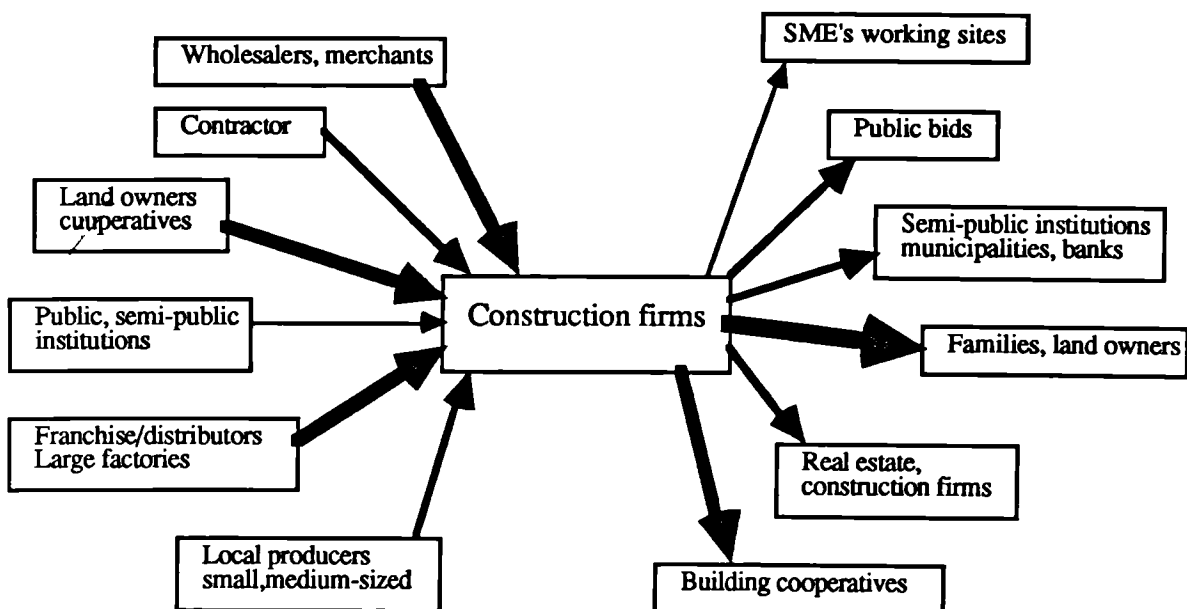 Wholesalers, merchants
Contractor
Land owners
cuuperatives
Public, semi-public
institutions
Franchise/distributors
Large factories
Local producers
small,medium-sized
Construction firms
SME's working sites
Public bids
Semi-public institutions
municipalities, banks
Families, land owners
Real estate,
construction firms
Building cooperatives